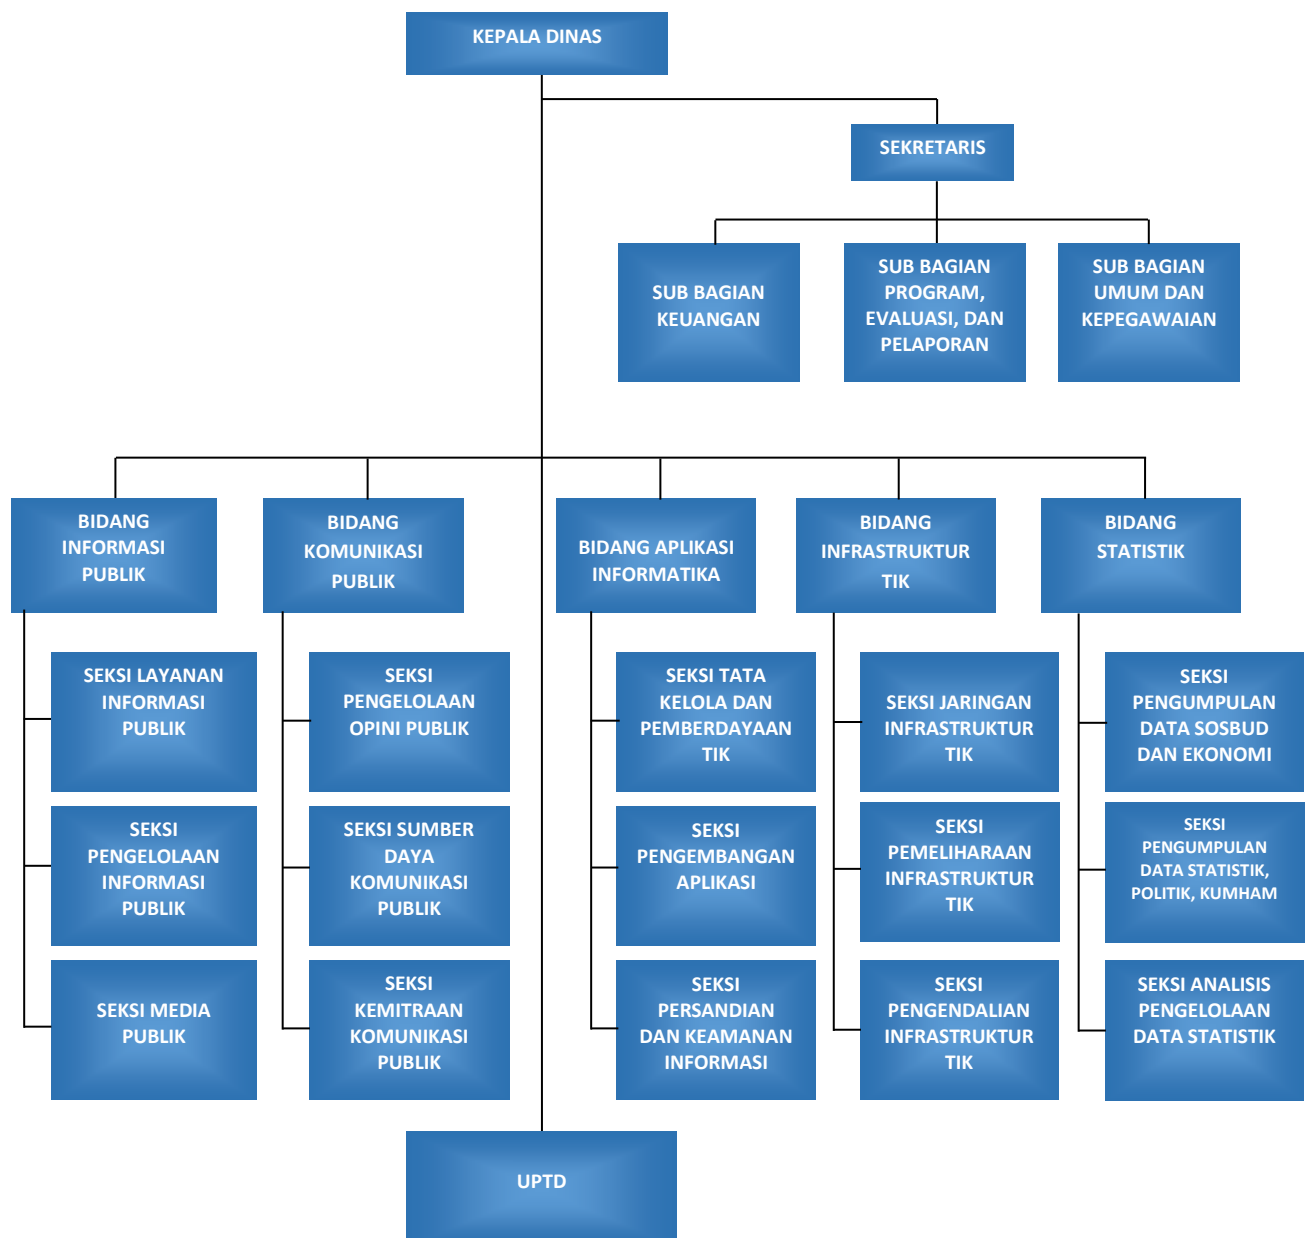 KEPALA DINAS
SEKRETARIS
SUB BAGIAN
KEUANGAN
SUB BAGIAN
PROGRAM,
EVALUASI, DAN
PELAPORAN
SUB BAGIAN
UMUM DAN
KEPEGAWAIAN
BIDANG
INFORMASI
PUBLIK
BIDANG
KOMUNIKASI
PUBLIK
BIDANG APLIKASI
INFORMATIKA
BIDANG
INFRASTRUKTUR
TIK
BIDANG
STATISTIK
SEKSI LAYANAN
INFORMASI
PUBLIK
SEKSI
PENGELOLAAN
OPINI PUBLIK
SEKSI TATA
KELOLA DAN
PEMBERDAYAAN
TIK
SEKSI JARINGAN
INFRASTRUKTUR
TIK
SEKSI
PENGUMPULAN
DATA SOSBUD
DAN EKONOMI
SEKSI
PENGELOLAAN
INFORMASI
PUBLIK
SEKSI SUMBER
DAYA
KOMUNIKASI
PUBLIK
SEKSI
PENGEMBANGAN
APLIKASI
SEKSI
PEMELIHARAAN
INFRASTRUKTUR
TIK
SEKSI
PENGUMPULAN
DATA STATISTIK,
POLITIK, KUMHAM
SEKSI MEDIA
PUBLIK
SEKSI
KEMITRAAN
KOMUNIKASI
PUBLIK
SEKSI
PERSANDIAN
DAN KEAMANAN
INFORMASI
SEKSI
PENGENDALIAN
INFRASTRUKTUR
TIK
SEKSI ANALISIS
PENGELOLAAN
DATA STATISTIK
UPTD